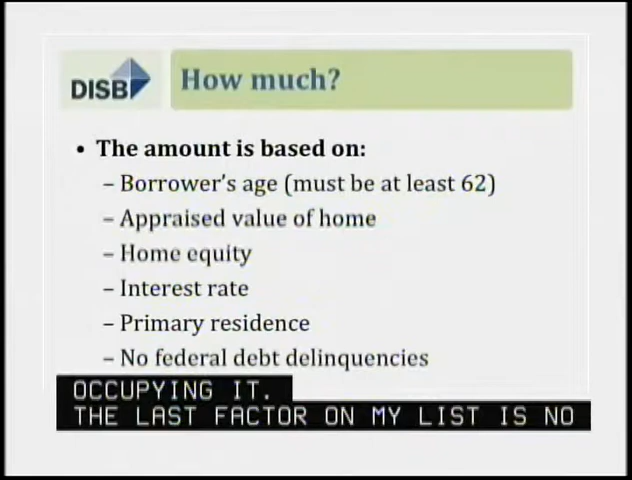 DISB
How much?
• The amount is based on:
– Borrower's age (must be at least 62)
– Appraised value of home
– Home equity
– Interest rate
– Primary residence
– No federal debt delinquencies
OCCUPYING IT.
THE LAST FACTOR ON MY LIST IS NO